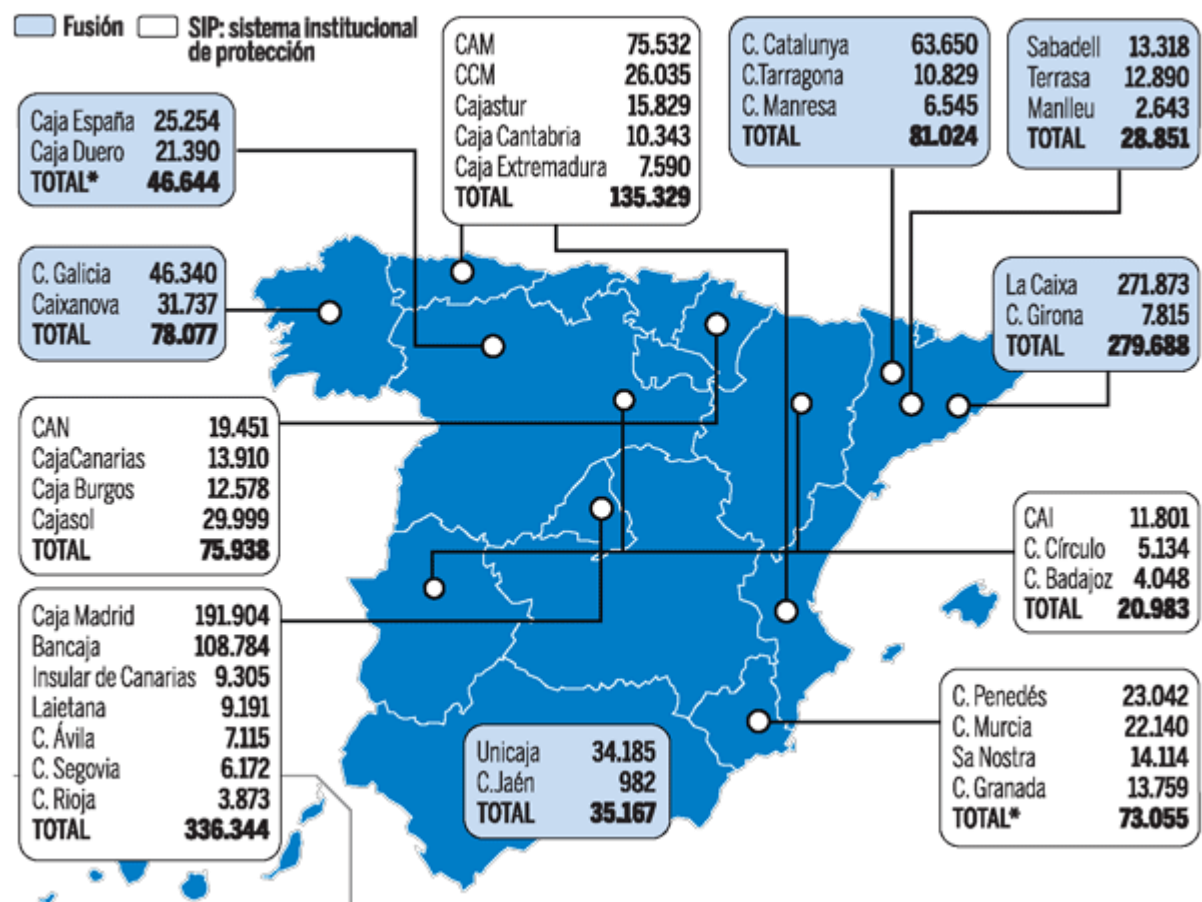 Fusión
SIP: sistema institucional
de protección
Caja España 25.254
Caja Duero 21.390
TOTAL* 46.644
CAM 75.532
CCM 26.035
Cajastur 15.829
Caja Cantabria 10.343
Caja Extremadura 7.590
TOTAL 135.329
C. Catalunya 63.650
C.Tarragona 10.829
C. Manresa 6.545
TOTAL 81.024
Sabadell 13.318
Terrasa 12.890
Manlleu 2.643
TOTAL 28.851
C. Galicia 46.340
Caixanova 31.737
TOTAL 78.077
La Caixa 271.873
C. Girona 7.815
TOTAL 279.688
CAN 19.451
CajaCanarias 13.910
Caja Burgos 12.578
Cajasol 29.999
TOTAL 75.938
CAI 11.801
C. Círculo 5.134
C. Badajoz 4.048
TOTAL 20.983
Caja Madrid 191.904
Bancaja 108.784
Insular de Canarias 9.305
Laietana 9.191
C. Ávila 7.115
C. Segovia 6.172
C. Rioja 3.873
TOTAL 336.344
Unicaja 34.185
C.Jaén 982
TOTAL 35.167
C. Penedés 23.042
C. Murcia 22.140
Sa Nostra 14.114
C. Granada 13.759
TOTAL* 73.055